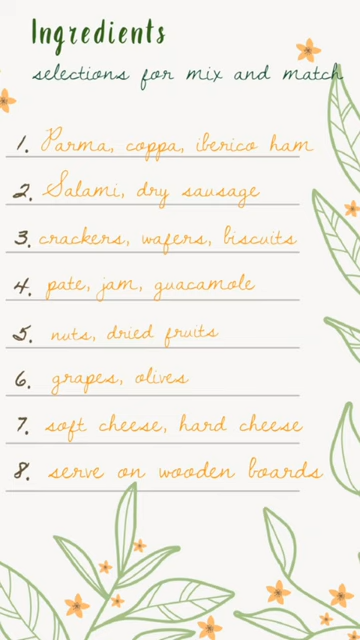 Ingredients
selections for mix and match
1. Parma, coppa, iberico ham
2. Salami, dry sausage
3. crackers, wafers, biscuits
4. pate, jam, guacamole
5. nuts, dried fruits
6. grapes, olives
7. soft cheese, hard cheese
8. serve on wooden boards